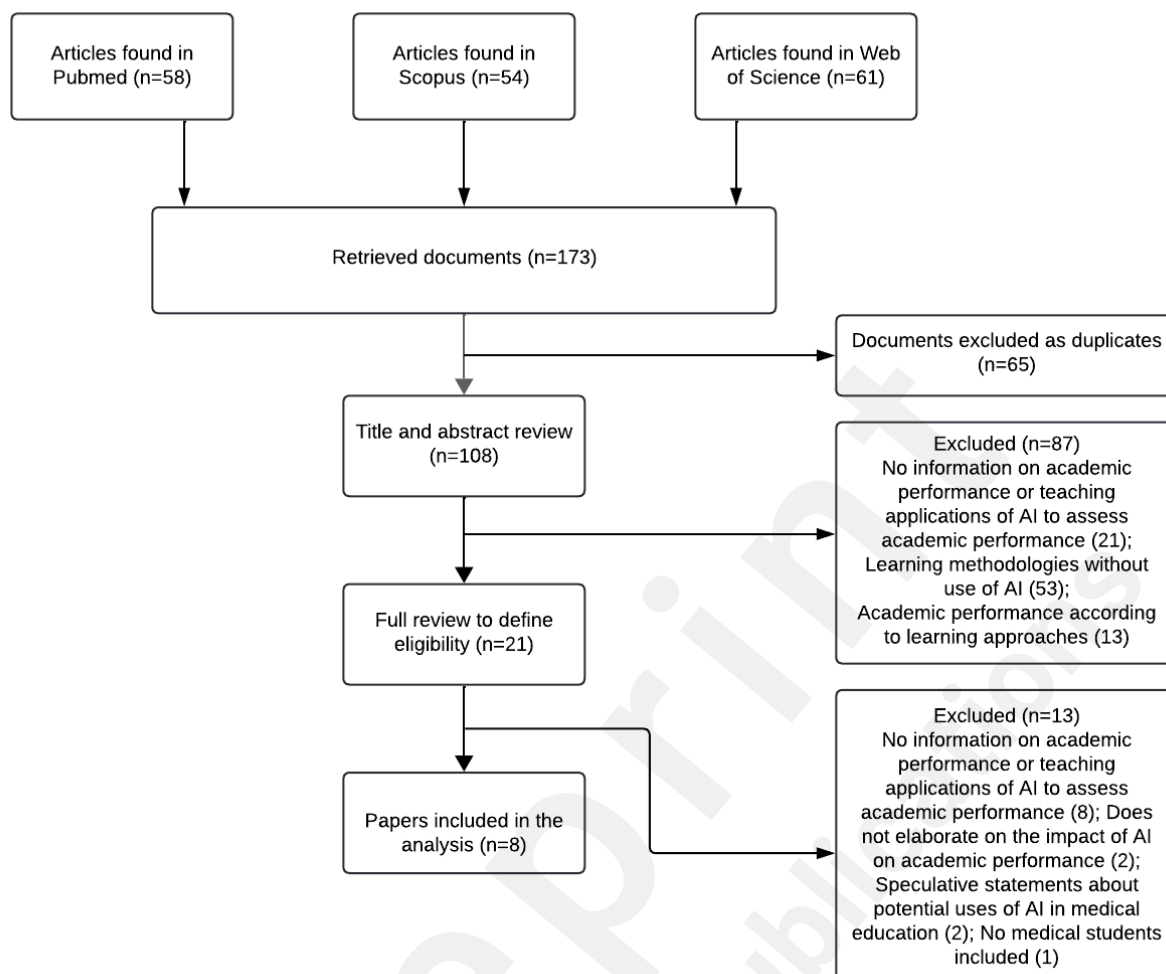 Articles found in
Pubmed (n=58)
Articles found in
Scopus (n=54)
Articles found in Web
of Science (n=61)
Retrieved documents (n=173)
Documents excluded as duplicates
(n=65)
Title and abstract review
(n=108)
Excluded (n=87)
No information on academic
performance or teaching
applications of AI to assess
academic performance (21);
Learning methodologies without
use of AI (53);
Academic performance according
to learning approaches (13)
Full review to define
eligibility (n=21)
Excluded (n=13)
No information on academic
performance or teaching
applications of AI to assess
academic performance (8); Does
not elaborate on the impact of AI
on academic performance (2);
Speculative statements about
potential uses of AI in medical
education (2); No medical students
included (1)
Papers included in the
analysis (n=8)
eprint
ublications